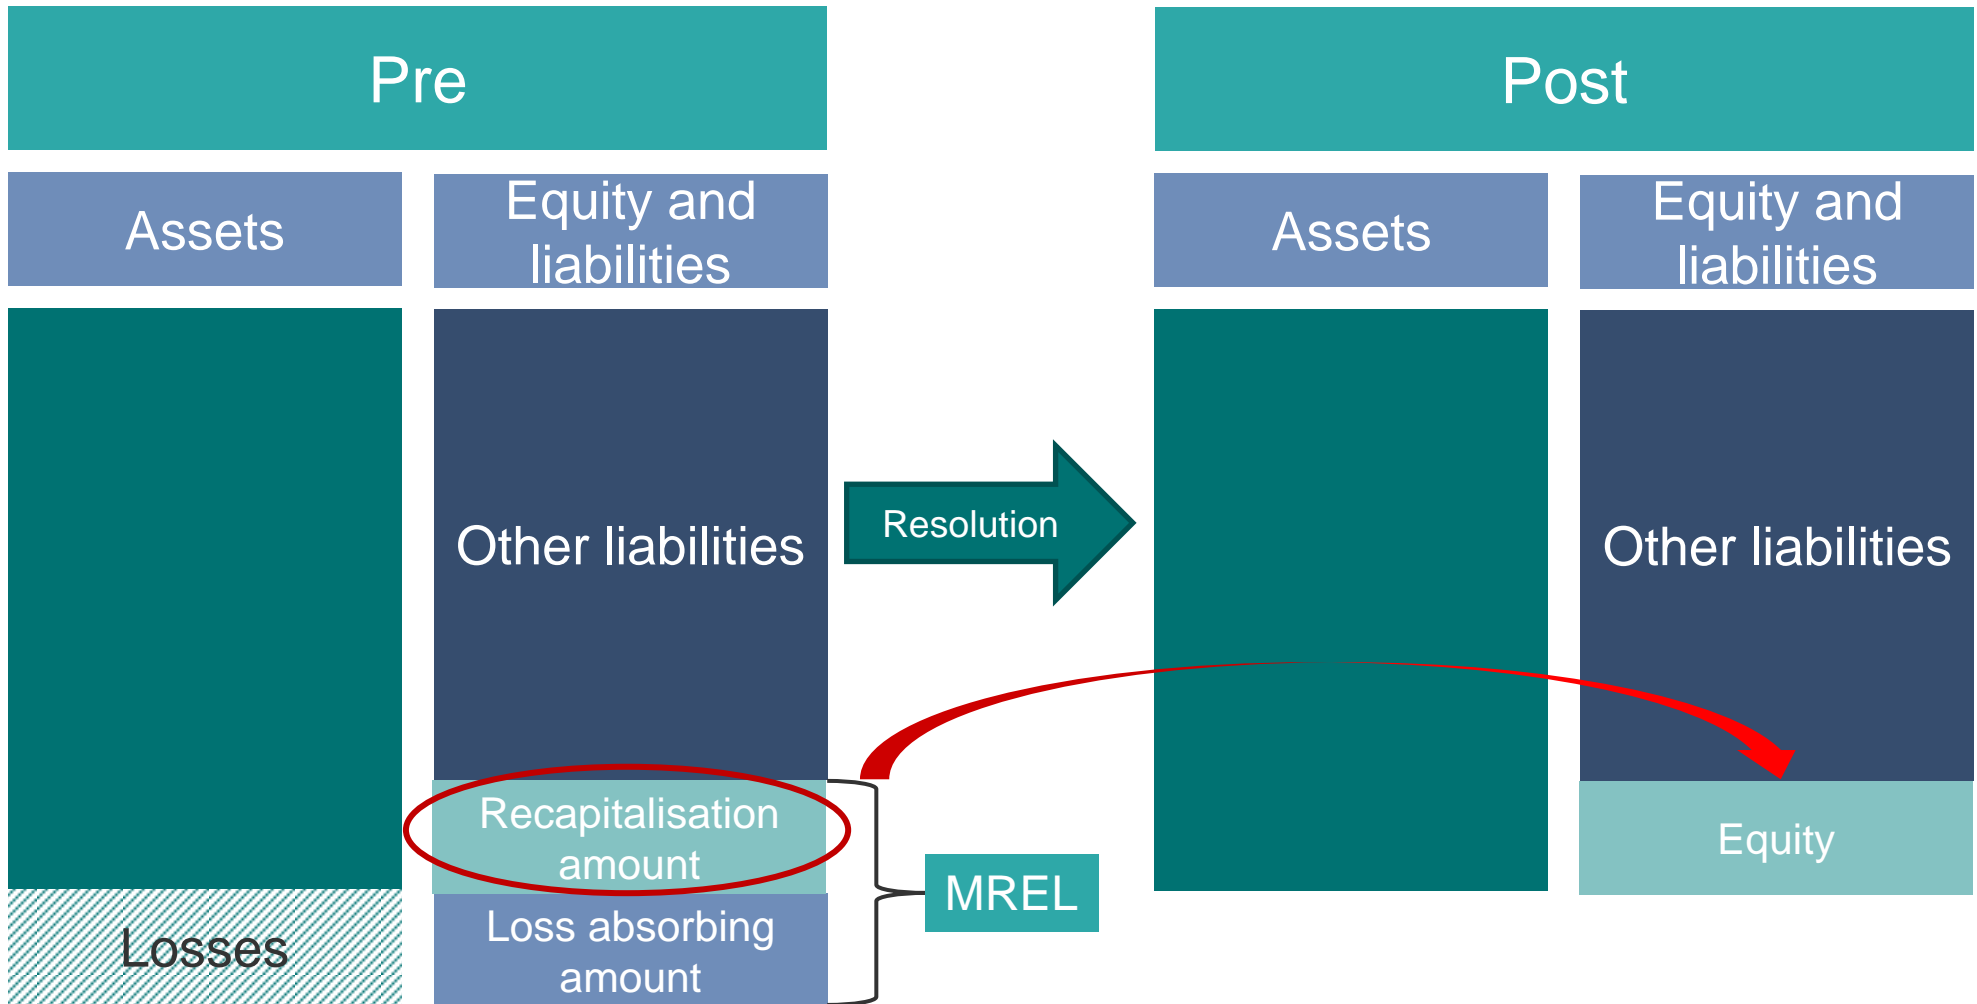 Pre
Post
Assets
Equity and
liabilities
Assets
Equity and
liabilities
Other liabilities
Resolution
Other liabilities
Recapitalisation
amount
Equity
MREL
Losses
Loss absorbing
amount